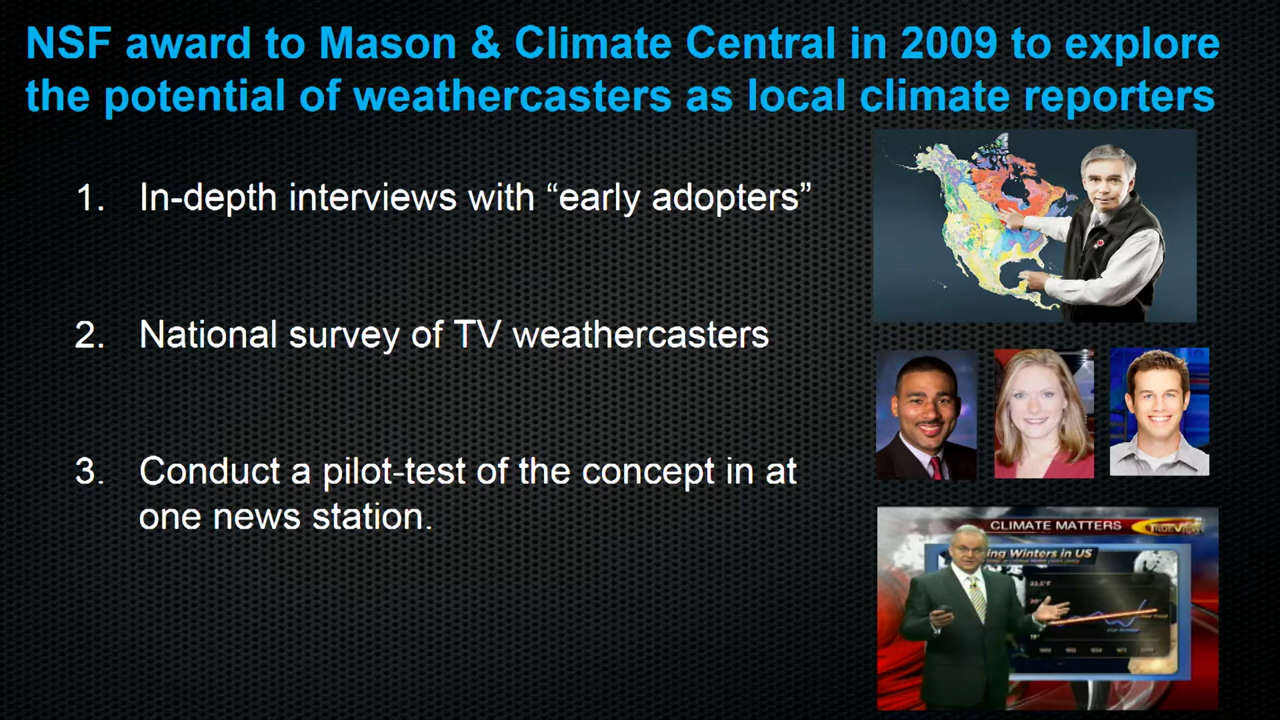 NSF award to Mason & Climate Central in 2009 to explore
the potential of weathercasters as local climate reporters
1. In-depth interviews with “early adopters”
2. National survey of TV weathercasters
3. Conduct a pilot-test of the concept in at
one news station.
CLIMATE MATTERS
TRUEVIEW
ing Winters in US